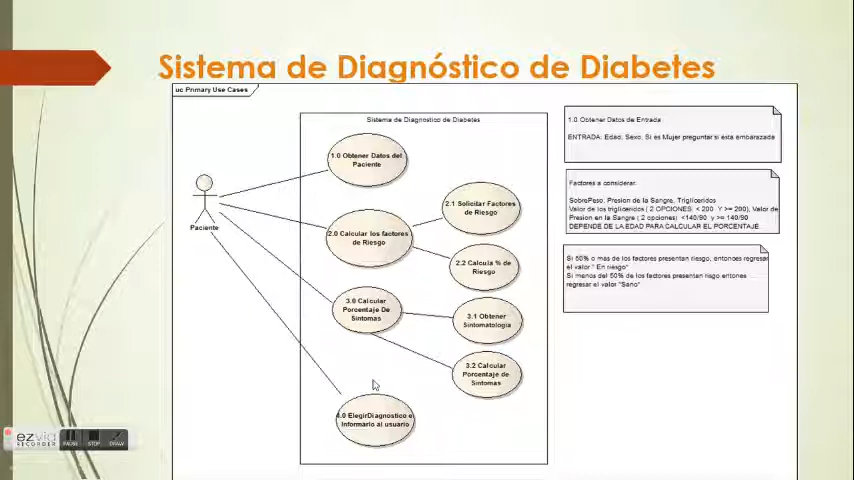 Sistema de Diagnóstico de Diabetes
uc Primary Use Cases
Sistema de Diagnostico de Diabetes
1.0 Obtener Datos del
Paciente
2.0 Calcular los factores
de Riesgo
2.1 Solicitar Factores
de Riesgo
2.2 Calcula % de
Riesgo
3.0 Calcular
Porcentaje De
Sintomas
3.1 Obtener
Sintomatologia
3.2 Calcular
Porcentaje de
Sintomas
4.0 ElegirDiagnostico e
Informarlo al usuario
Paciente
1.0 Obtener Datos de Entrada
ENTRADA: Edad, Sexo, Si es Mujer preguntar si esta embarazada
Factores a considerar:
SobrePeso, Presion de la Sangre, Trigliceridos
Valor de los trigliceridos ( 2 OPCIONES: < 200 Y >= 200), Valor de
Presion en la Sangre ( 2 opciones) <140/90 y >= 140/90
DEPENDE DE LA EDAD PARA CALCULAR EL PORCENTAJE
Si 50% o mas de los factores presentan riesgo, entonces regresar
el valor " En riesgo"
Si menos del 50% de los factores presentan
regresar el valor "Sano"
ezvid
RECORDER
PAUSE
STOP
DRAW